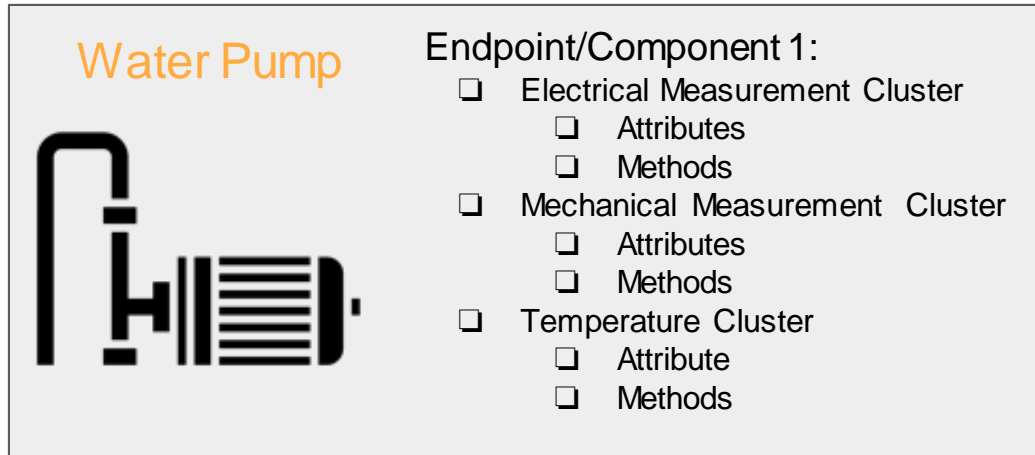 Water Pump
Endpoint/Component 1:
❏ Electrical Measurement Cluster
❏ Attributes
❏ Methods
❏ Mechanical Measurement Cluster
❏ Attributes
❏ Methods
❏ Temperature Cluster
❏ Attribute
❏ Methods